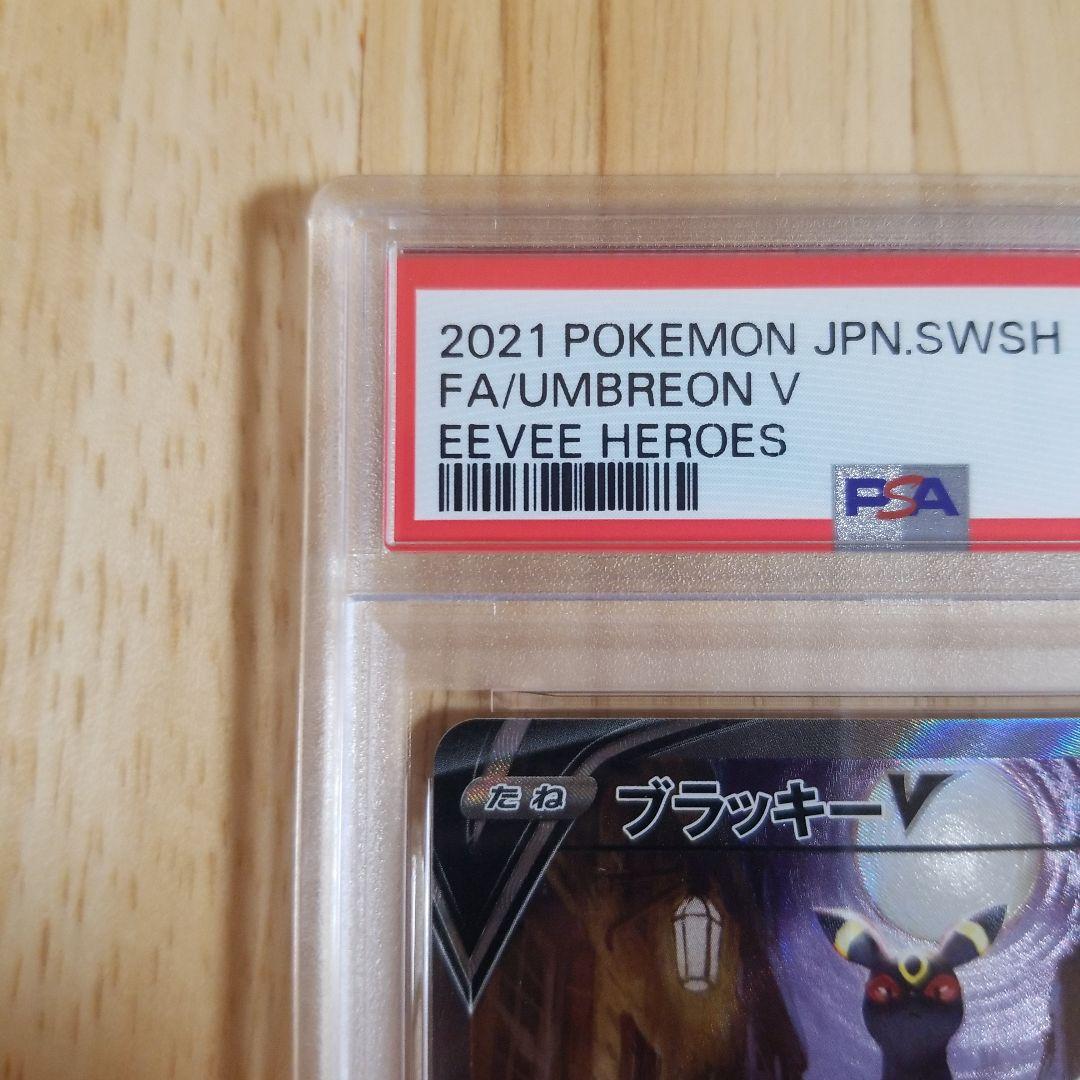 2021 POKEMON JPN.SWSH
FA/UMBREON V
EEVEE HEROES
PSA
たね ブラッキーV